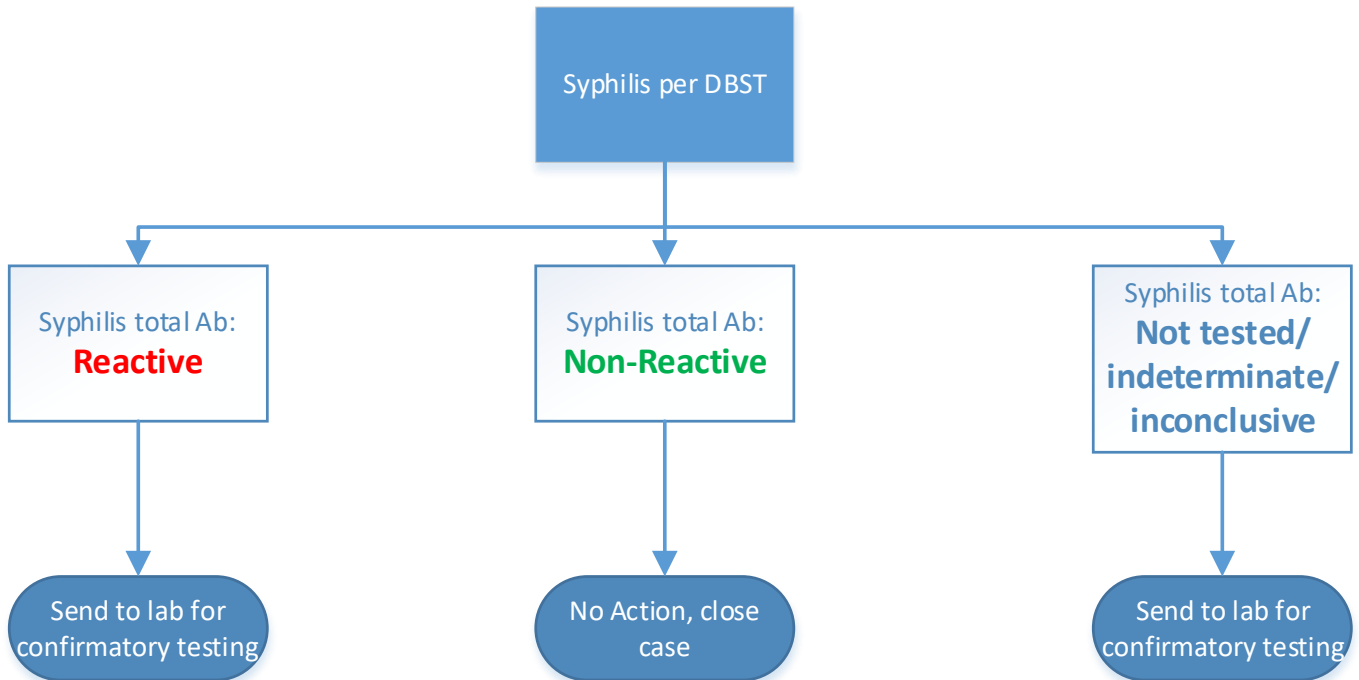 Syphilis per DBST
Syphilis total Ab:
Reactive
Syphilis total Ab:
Non-Reactive
Syphilis total Ab:
Not tested/
indeterminate/
inconclusive
Send to lab for
confirmatory testing
No Action, close
case
Send to lab for
confirmatory testing